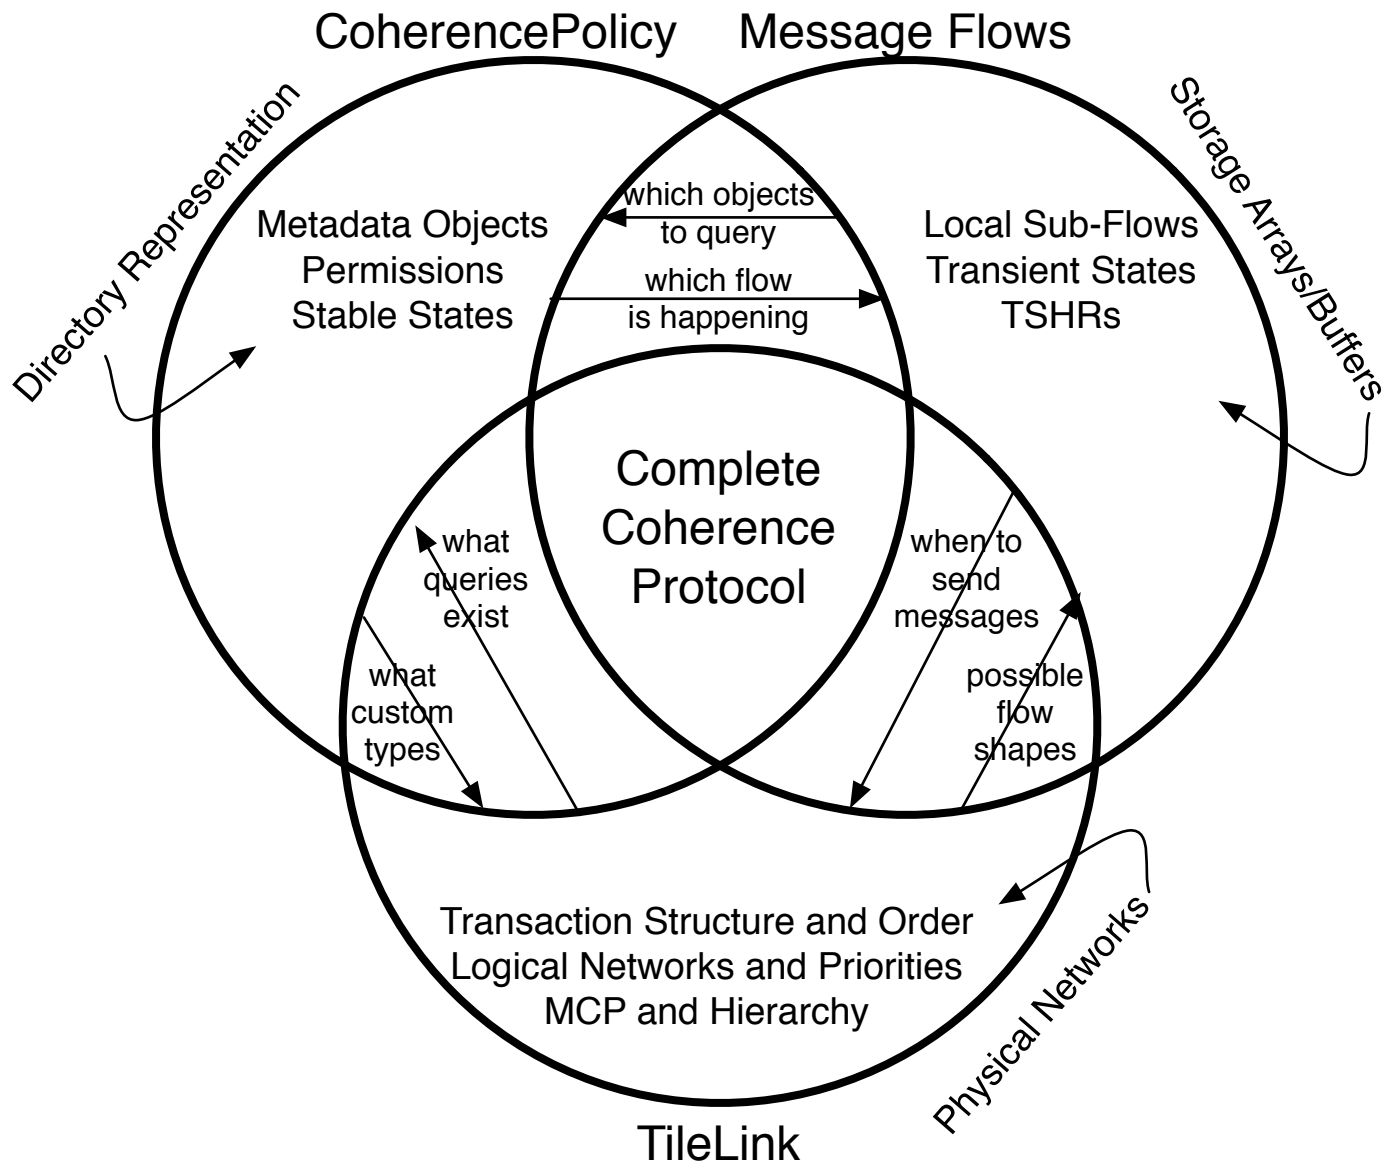 CoherencePolicy
Message Flows
Directory Representation
Storage Arrays/Buffers
Metadata Objects
Permissions
Stable States
which objects
to query
which flow
is happening
Local Sub-Flows
Transient States
TSHRs
Complete
Coherence
Protocol
what
queries
exist
what
custom
types
when to
send
messages
possible
flow
shapes
Transaction Structure and Order
Logical Networks and Priorities
MCP and Hierarchy
Physical Networks
TileLink